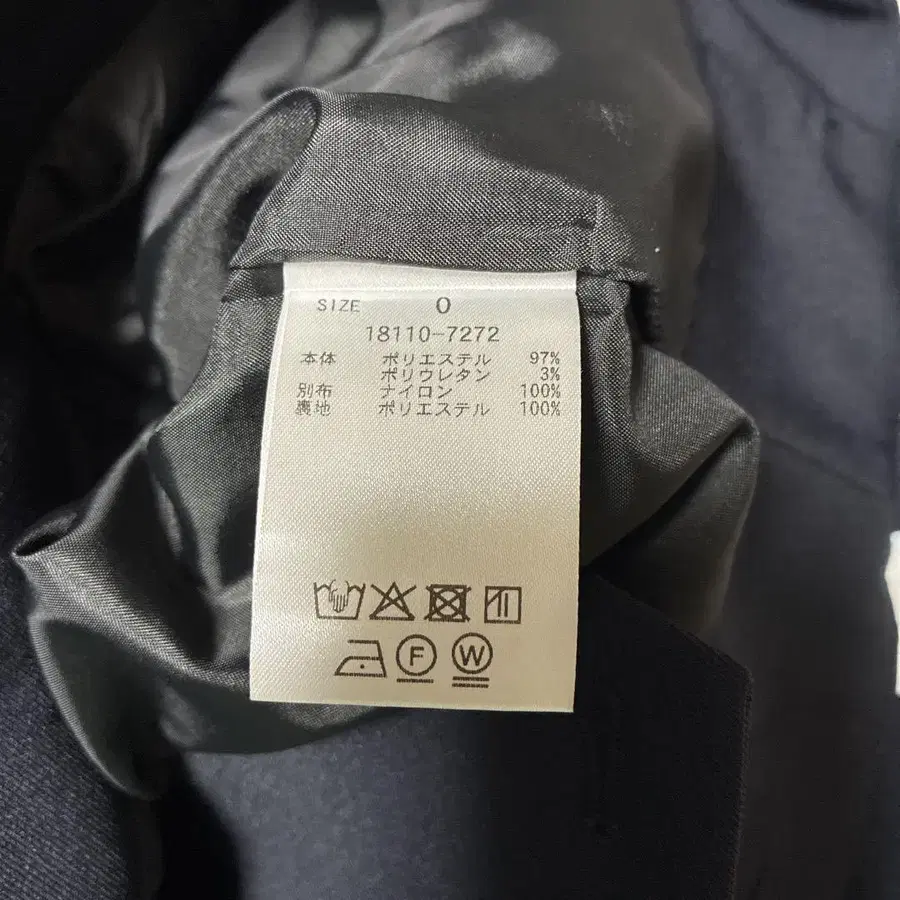 SIZE 0
18110-7272
本体 ポリエステル 97%
ポリウレタン 3%
別布 ナイロン 100%
裏地 ポリエステル 100%
F W